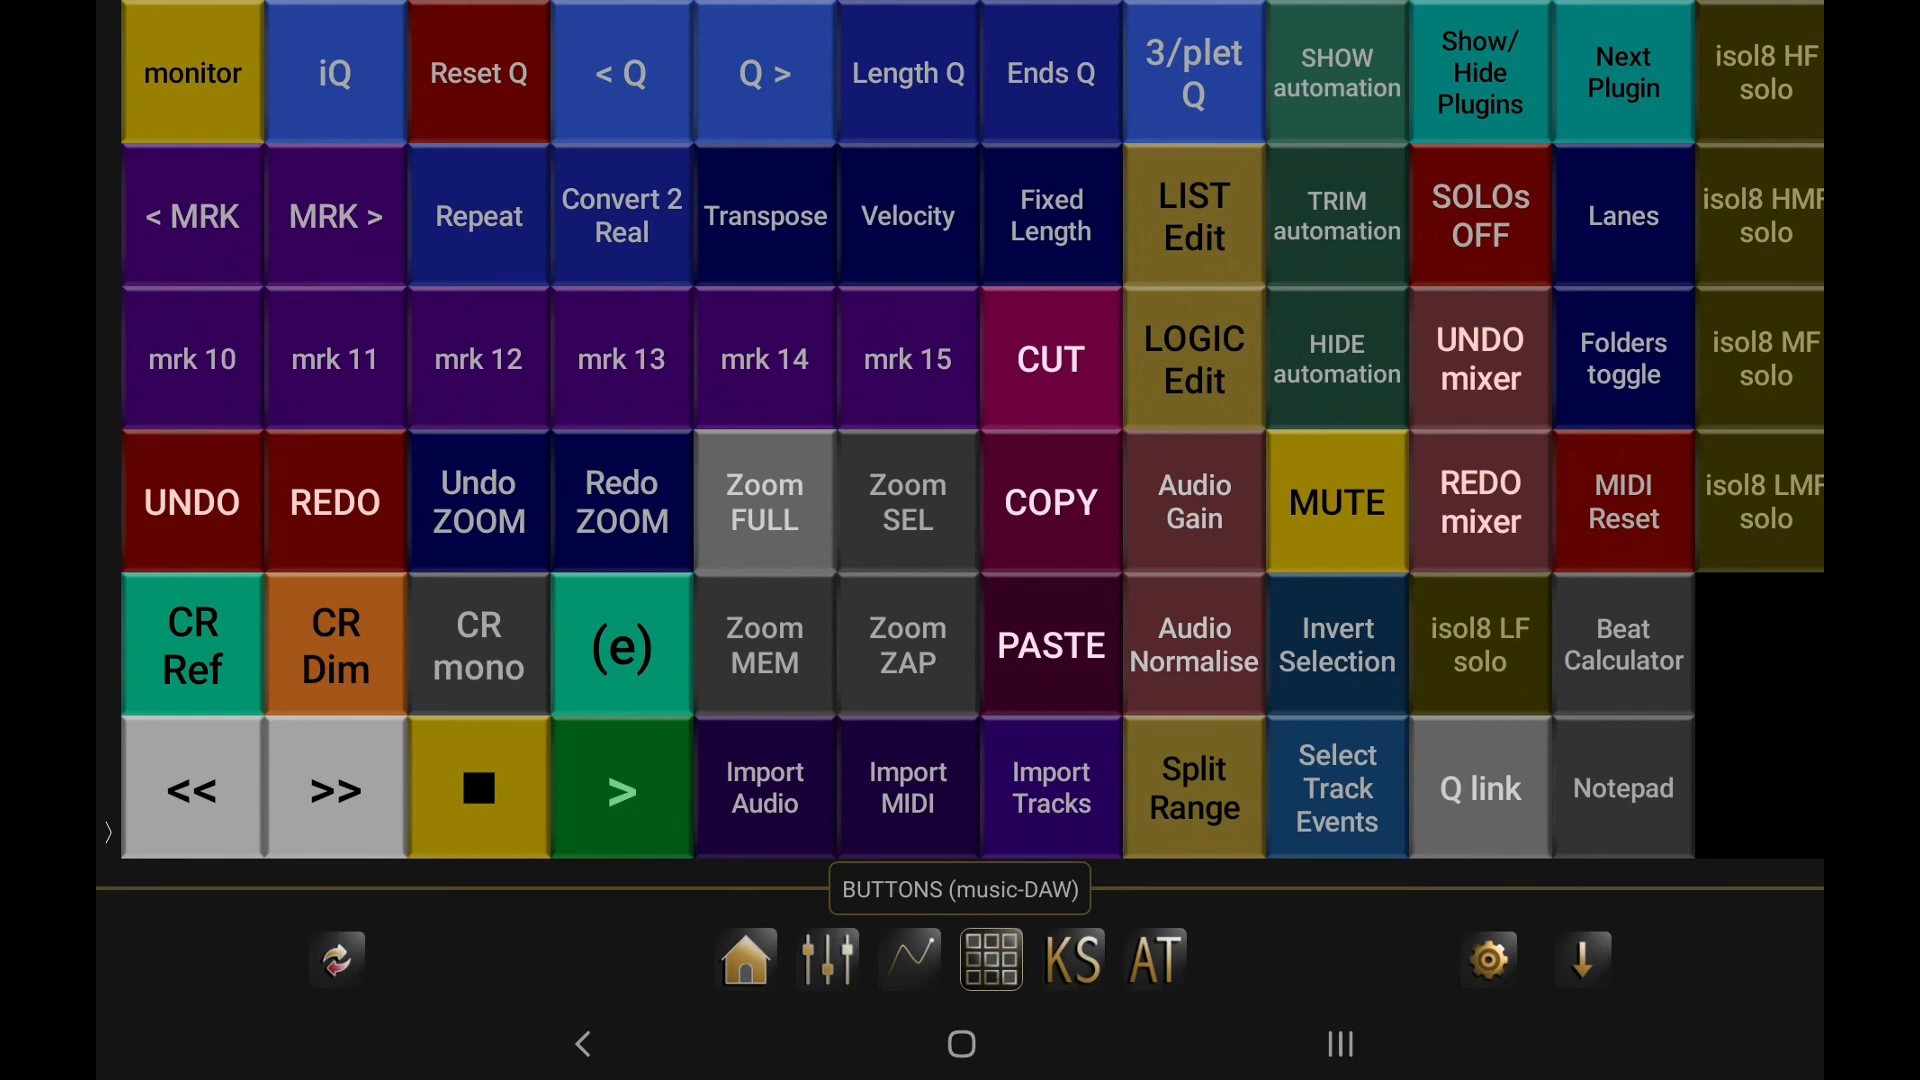 monitor
iQ
Reset Q
< Q
Q >
Length Q
Ends Q
3/plet
Q
SHOW
automation
Show/
Hide
Plugins
Next
Plugin
isol8 HF
solo
< MRK
MRK >
Repeat
Convert 2
Real
Transpose
Velocity
Fixed
Length
LIST
Edit
TRIM
automation
SOLOs
OFF
Lanes
isol8 HMF
solo
mrk 10
mrk 11
mrk 12
mrk 13
mrk 14
mrk 15
CUT
LOGIC
Edit
HIDE
automation
UNDO
mixer
Folders
toggle
isol8 MF
solo
UNDO
REDO
Undo
ZOOM
Redo
ZOOM
Zoom
FULL
Zoom
SEL
COPY
Audio
Gain
MUTE
REDO
mixer
MIDI
Reset
isol8 LMF
solo
CR
Ref
CR
Dim
CR
mono
(e)
Zoom
MEM
Zoom
ZAP
PASTE
Audio
Normalise
Invert
Selection
isol8 LF
solo
Beat
Calculator
<<
>>
>
Import
Audio
Import
MIDI
Import
Tracks
Split
Range
Select
Track
Events
Q link
Notepad
BUTTONS (music-DAW)
KS
AT